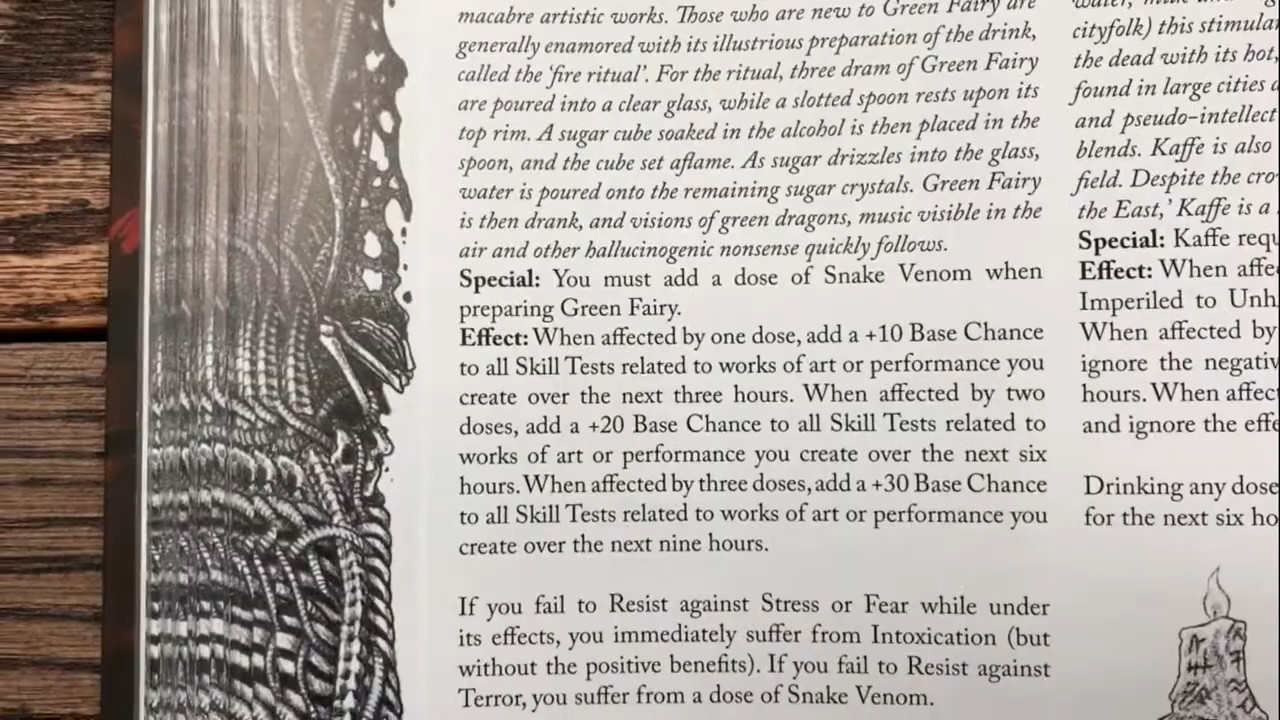 macabre artistic works. Those who are new to Green Fairy are
generally enamored with its illustrious preparation of the drink,
called the ‘fire ritual’. For the ritual, three dram of Green Fairy
are poured into a clear glass, while a slotted spoon rests upon its
top rim. A sugar cube soaked in the alcohol is then placed in the
spoon, and the cube set aflame. As sugar drizzles into the glass,
water is poured onto the remaining sugar crystals. Green Fairy
is then drank, and visions of green dragons, music visible in the
air and other hallucinogenic nonsense quickly follows.
Special: You must add a dose of Snake Venom when
preparing Green Fairy.
Effect: When affected by one dose, add a +10 Base Chance
to all Skill Tests related to works of art or performance you
create over the next three hours. When affected by two
doses, add a +20 Base Chance to all Skill Tests related to
works of art or performance you create over the next six
hours. When affected by three doses, add a +30 Base Chance
to all Skill Tests related to works of art or performance you
create over the next nine hours.
If you fail to Resist against Stress or Fear while under
its effects, you immediately suffer from Intoxication (but
without the positive benefits). If you fail to Resist against
Terror, you suffer from a dose of Snake Venom.
cityfolk) this
the dead with its hot,
found in large cities
and
blends. Kaffe is also
field. Despite the
the East,’ Kaffe is a
Special: Kaffe
Effect: When
Imperiled to
When affected by
ignore the
hours. When
and ignore the
Drinking any dose
for the next six